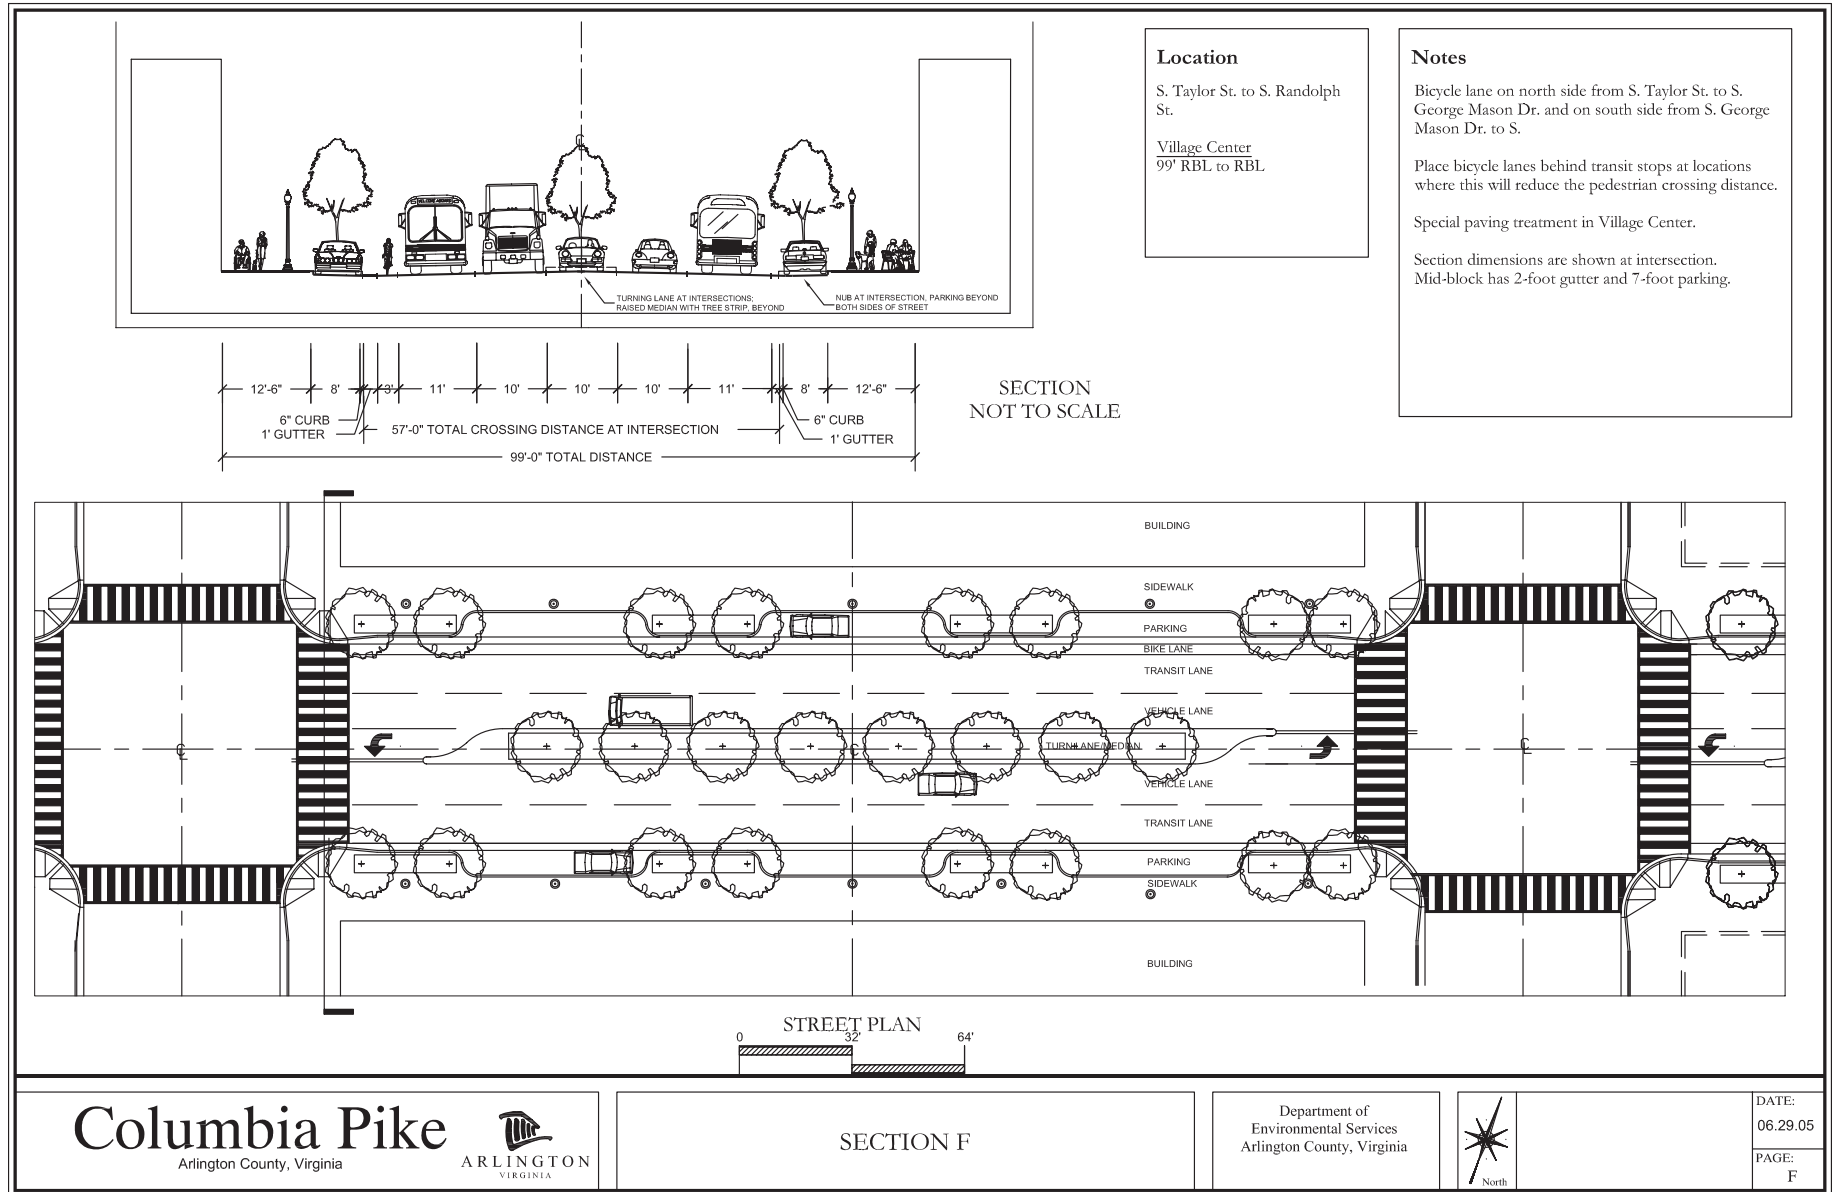 Location
S. Taylor St. to S. Randolph
St.
Village Center
99' RBL to RBL
Notes
Bicycle lane on north side from S. Taylor St. to S.
George Mason Dr. and on south side from S. George
Mason Dr. to S.
Place bicycle lanes behind transit stops at locations
where this will reduce the pedestrian crossing distance.
Special paving treatment in Village Center.
Section dimensions are shown at intersection.
Mid-block has 2-foot gutter and 7-foot parking.
TURNING LANE AT INTERSECTIONS;
RAISED MEDIAN WITH TREE STRIP, BEYOND
NUB AT INTERSECTION, PARKING BEYOND
BOTH SIDES OF STREET
12'-6" 8' 3' 11' 10' 10' 10' 11' 8' 12'-6"
6" CURB
1' GUTTER
57'-0" TOTAL CROSSING DISTANCE AT INTERSECTION
6" CURB
1' GUTTER
99'-0" TOTAL DISTANCE
SECTION
NOT TO SCALE
BUILDING
SIDEWALK
PARKING
BIKE LANE
TRANSIT LANE
VEHICLE LANE
TURN LANE/MEDIAN
VEHICLE LANE
TRANSIT LANE
PARKING
SIDEWALK
BUILDING
STREET PLAN
0 32' 64'
Columbia Pike
Arlington County, Virginia
ARLINGTON
VIRGINIA
SECTION F
Department of
Environmental Services
Arlington County, Virginia
North
DATE:
06.29.05
PAGE:
F